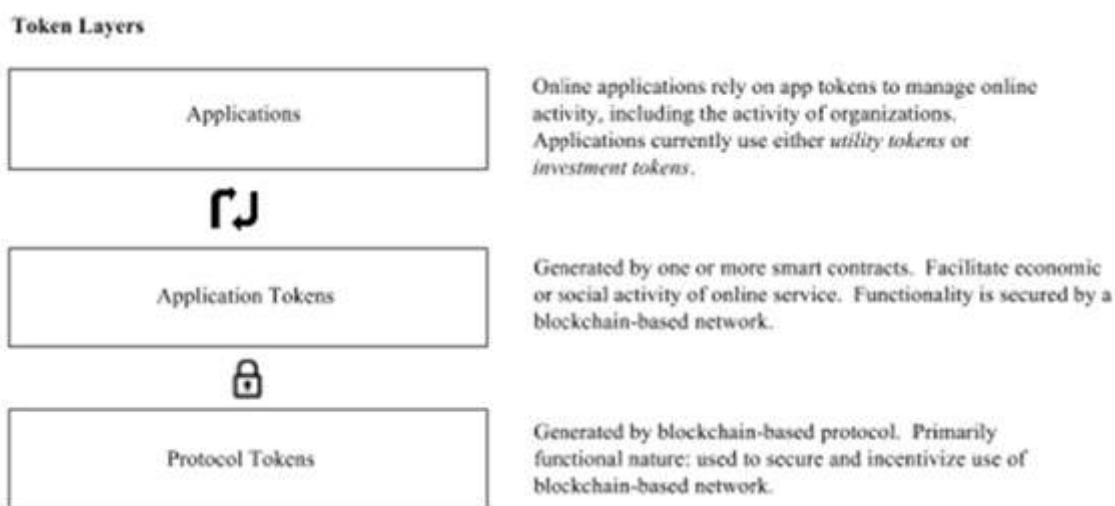 Token Layers
Applications
Online applications rely on app tokens to manage online
activity, including the activity of organizations.
Applications currently use either utility tokens or
investment tokens.
Application Tokens
Generated by one or more smart contracts. Facilitate economic
or social activity of online service. Functionality is secured by a
blockchain-based network.
Protocol Tokens
Generated by blockchain-based protocol. Primarily
functional nature: used to secure and incentivize use of
blockchain-based network.